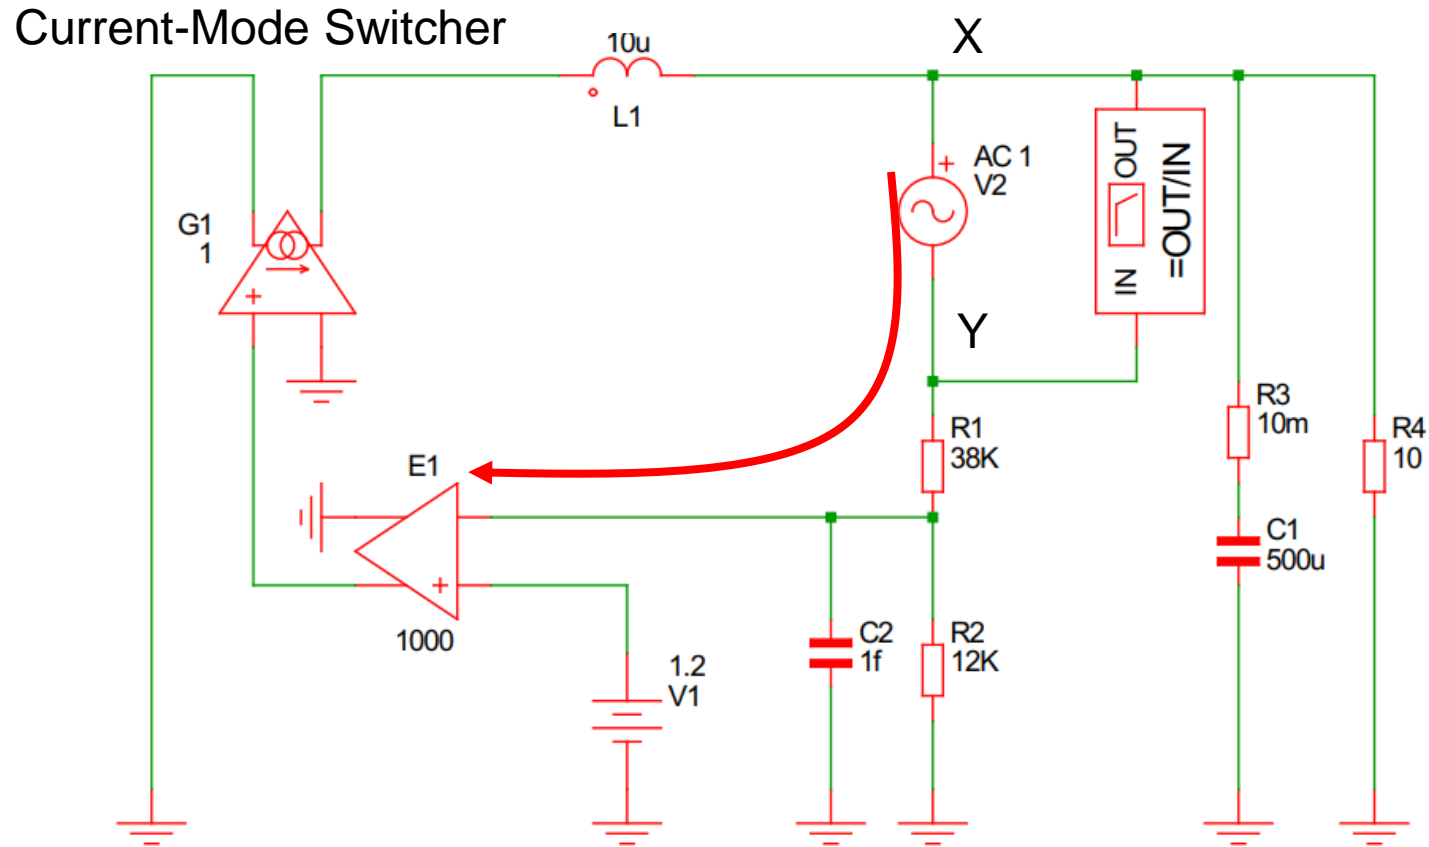 Current-Mode Switcher
10u
L1
X
AC 1
V2
OUT
=OUT/IN
IN
G1
1
Y
R1
38K
R3
10m
R4
10
E1
C1
500u
1000
C2
1f
R2
12K
1.2
V1